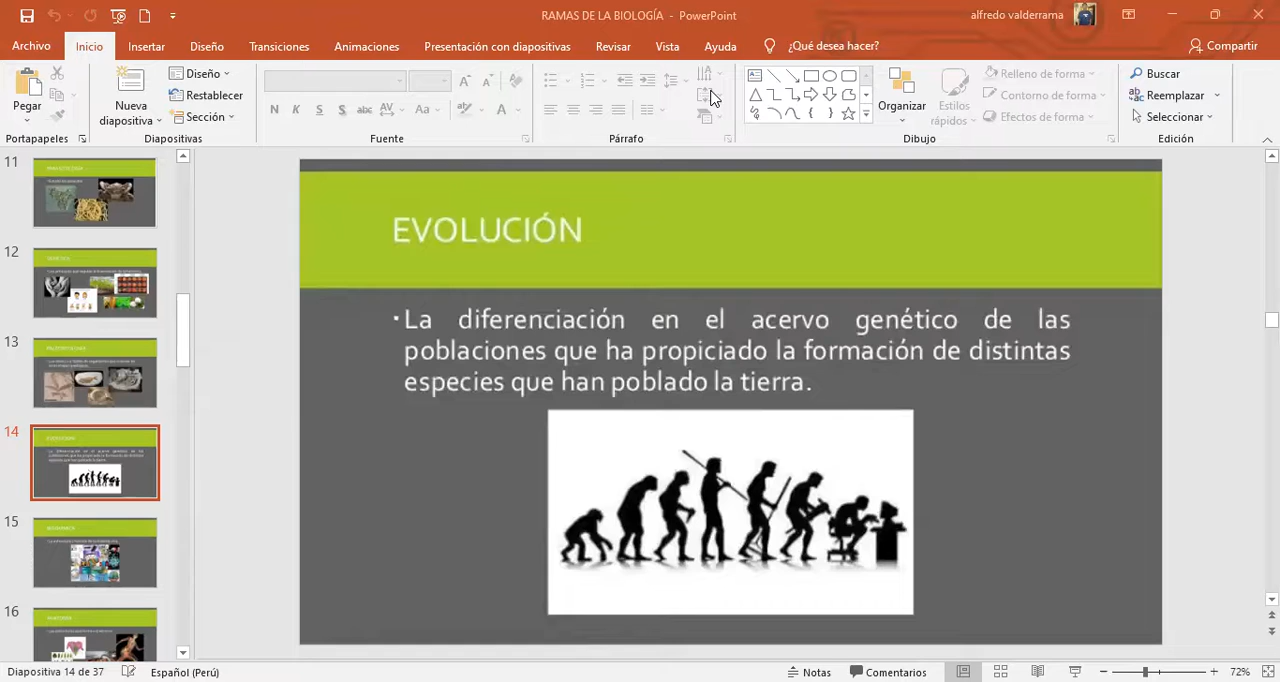 RAMAS DE LA BIOLOGÍA - PowerPoint
alfredo valderrama
Archivo Inicio Insertar Diseño Transiciones Animaciones Presentación con diapositivas Revisar Vista Ayuda ¿Qué desea hacer? Compartir
Pegar
Portapapeles
Nueva
diapositiva
Diseño
Restablecer
Sección
Diapositivas
N K S S abc AV Aa A
Fuente
Párrafo
Organizar
Estilos
rápidos
Relleno de forma
Contorno de forma
Efectos de forma
Dibujo
Buscar
Reemplazar
Seleccionar
Edición
11
12
13
14
15
16
EVOLUCIÓN
La diferenciación en el acervo genético de las
poblaciones que ha propiciado la formación de distintas
especies que han poblado la tierra.
Diapositiva 14 de 37 Español (Perú) Notas Comentarios 72%